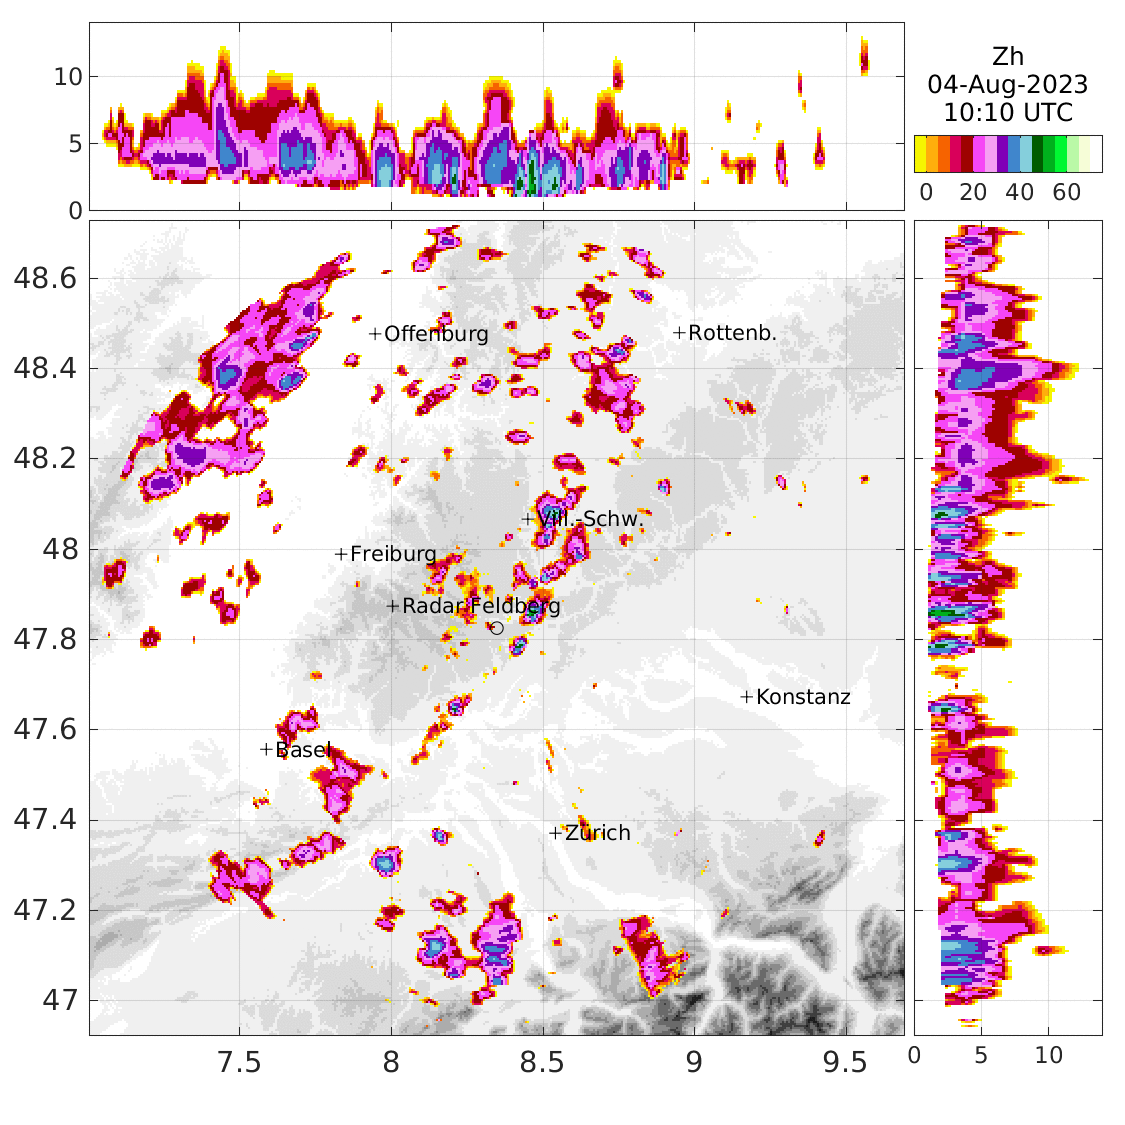 10
5
0
Zh
04-Aug-2023
10:10 UTC
0 20 40 60
48.6
48.4
48.2
48
47.8
47.6
47.4
47.2
47
+Offenburg
+Rottenb.
+Vill.-Schw.
+Freiburg
+Radar Feldberg
+Konstanz
+Basel
+Zürich
7.5 8 8.5 9 9.5
0 5 10